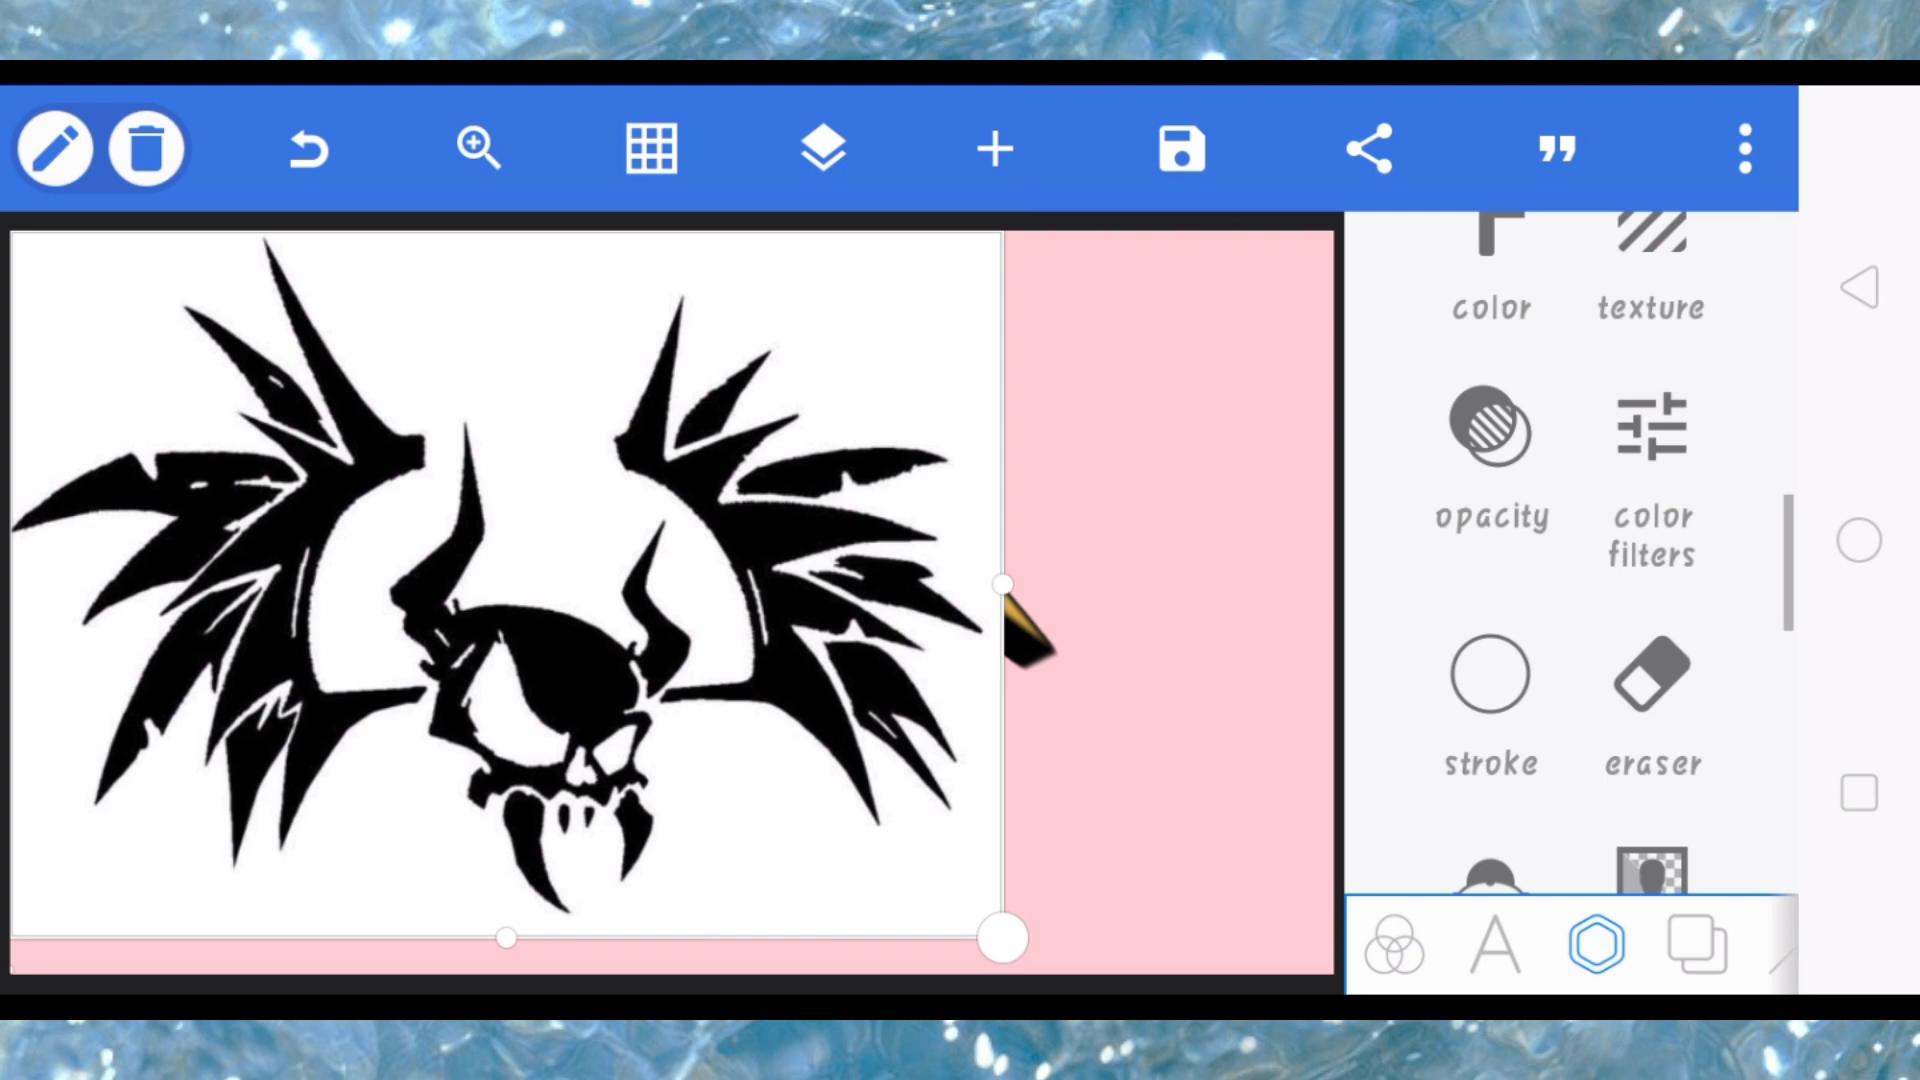 color texture
opacity color
filters
stroke eraser